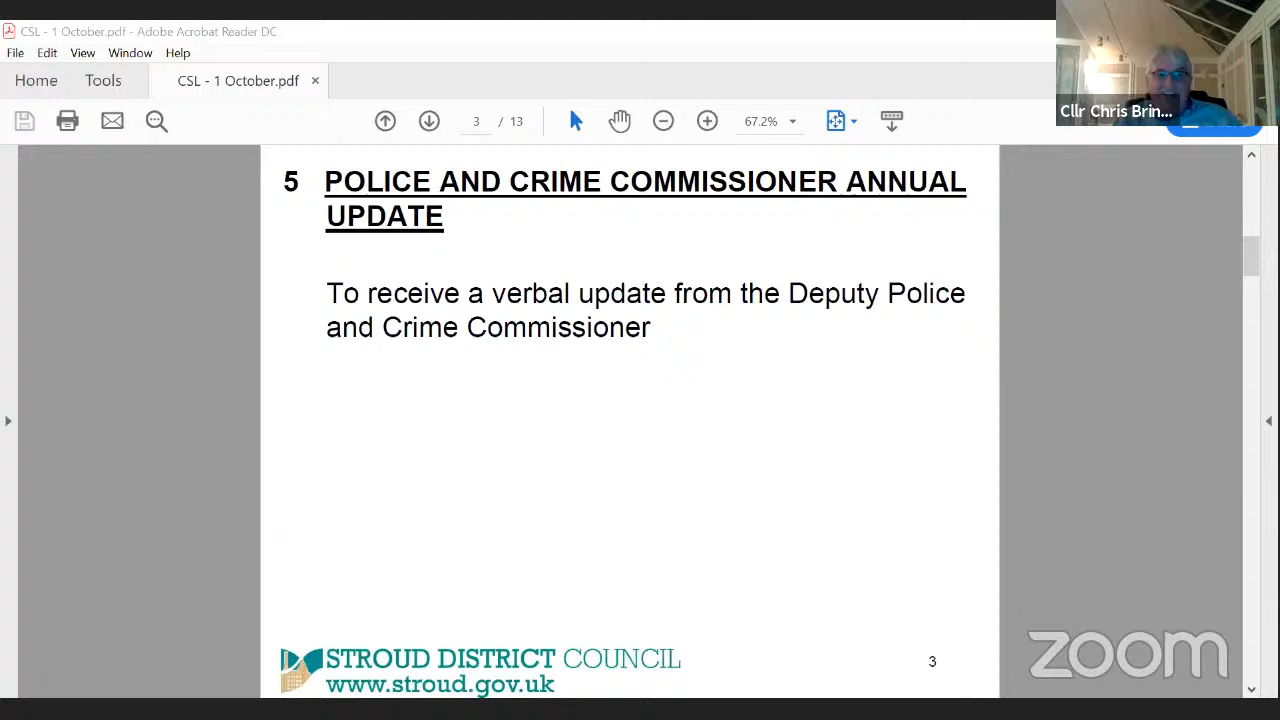 CSL - 1 October.pdf - Adobe Acrobat Reader DC
File Edit View Window Help
Home Tools CSL - 1 October.pdf ×
3 / 13 67.2%
Cllr Chris Brin...
5 POLICE AND CRIME COMMISSIONER ANNUAL
UPDATE
To receive a verbal update from the Deputy Police
and Crime Commissioner
STROUD DISTRICT COUNCIL
www.stroud.gov.uk
3
zoom